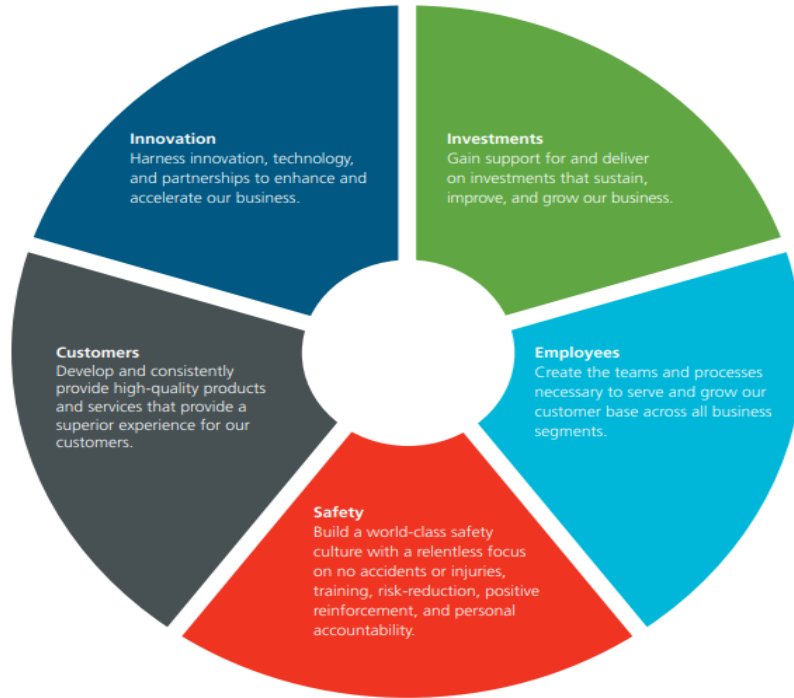 Innovation
Harness innovation, technology,
and partnerships to enhance and
accelerate our business.
Investments
Gain support for and deliver
on investments that sustain,
improve, and grow our business.
Customers
Develop and consistently
provide high-quality products
and services that provide a
superior experience for our
customers.
Employees
Create the teams and processes
necessary to serve and grow our
customer base across all business
segments.
Safety
Build a world-class safety
culture with a relentless focus
on no accidents or injuries,
training, risk-reduction, positive
reinforcement, and personal
accountability.